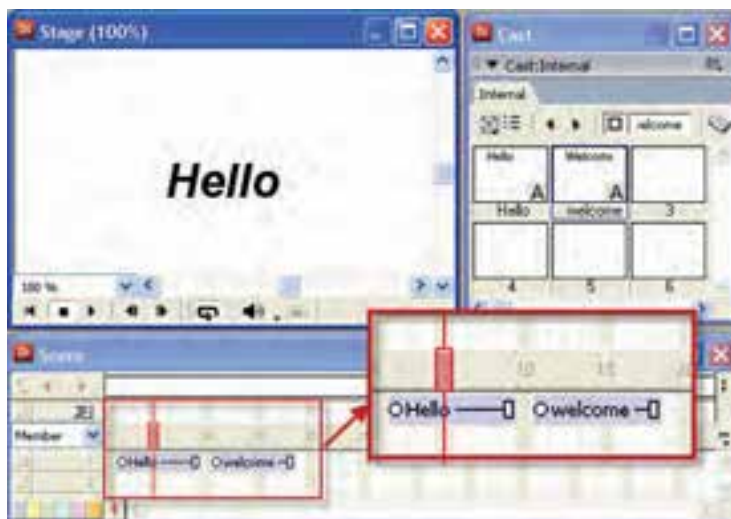 Stage (100%)
Hello
100 %
Cast
Cast:Internal
Internal
elcome
Hello
Welcome
A
A
Hello
welcome
3
4
5
6
Score
Member
Hello
welcome
10
15
Hello
welcome